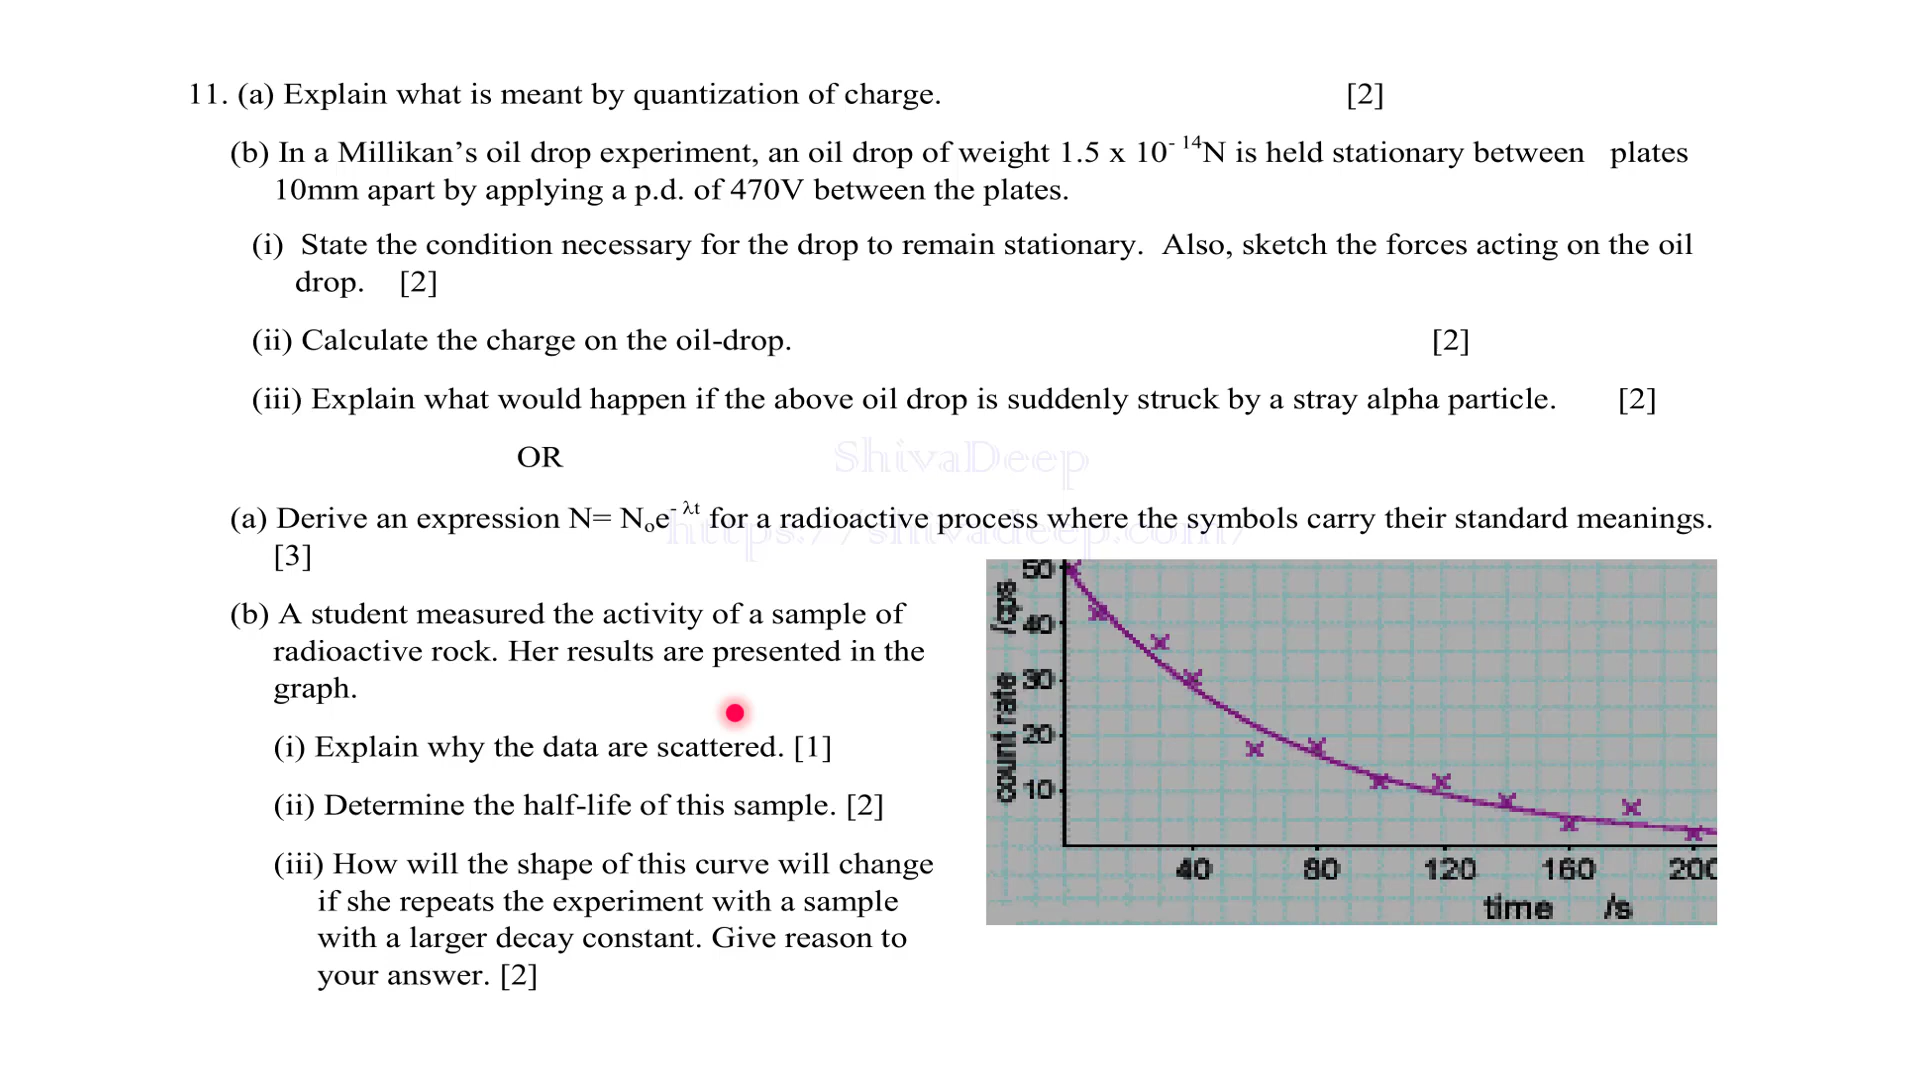 11. (a) Explain what is meant by quantization of charge. [2]
(b) In a Millikan’s oil drop experiment, an oil drop of weight 1.5 x 10⁻ ¹⁴N is held stationary between plates
10mm apart by applying a p.d. of 470V between the plates.
(i) State the condition necessary for the drop to remain stationary. Also, sketch the forces acting on the oil
drop. [2]
(ii) Calculate the charge on the oil-drop. [2]
(iii) Explain what would happen if the above oil drop is suddenly struck by a stray alpha particle. [2]
ShivaDeep
OR
(a) Derive an expression N= Nₒe^- λt for a radioactive process where the symbols carry their standard meanings.
https://shivadeep.com/
[3]
(b) A student measured the activity of a sample of
radioactive rock. Her results are presented in the
graph.
(i) Explain why the data are scattered. [1]
(ii) Determine the half-life of this sample. [2]
(iii) How will the shape of this curve will change
if she repeats the experiment with a sample
with a larger decay constant. Give reason to
your answer. [2]
count rate /cps
50
40
30
20
10
40 80 120 160 200
time /s